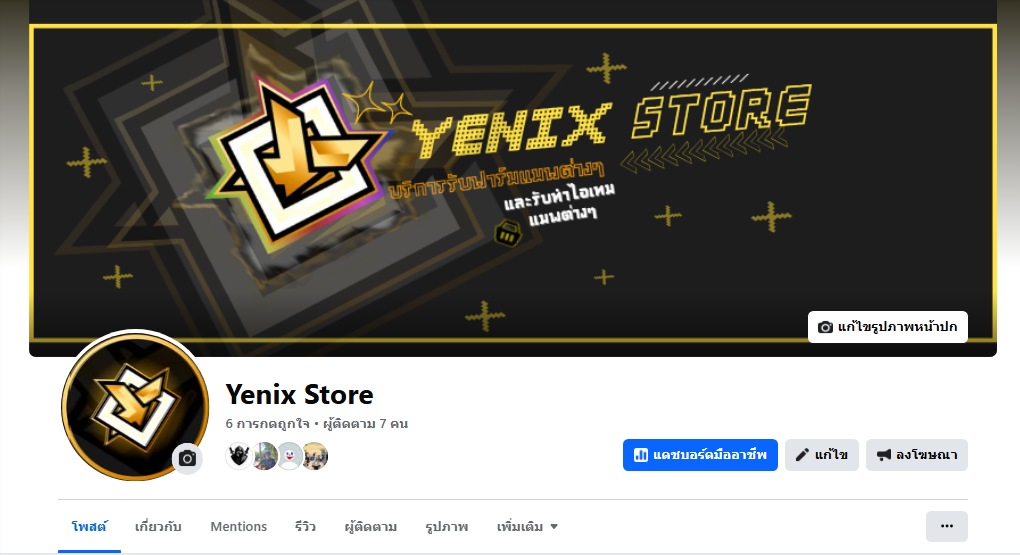 YENIX STORE
บริการรับฟาร์มแมพต่างๆ
และรับทำไอเทม
แมพต่างๆ
แก้ไขรูปภาพหน้าปก
Yenix Store
6 การกดถูกใจ • ผู้ติดตาม 7 คน
แดชบอร์ดมืออาชีพ แก้ไข ลงโฆษณา
โพสต์ เกี่ยวกับ Mentions รีวิว ผู้ติดตาม รูปภาพ เพิ่มเติม